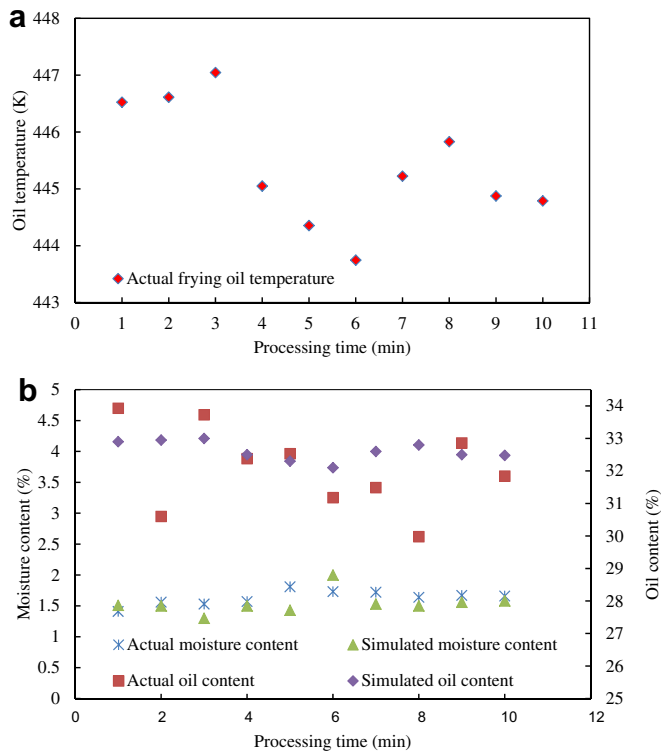 a
448
447
446
445
444
443
Oil temperature (K)
Actual frying oil temperature
0 1 2 3 4 5 6 7 8 9 10 11
Processing time (min)
b
5
4.5
4
3.5
3
2.5
2
1.5
1
0.5
0
Moisture content (%)
34
33
32
31
30
29
28
27
26
25
Oil content (%)
Actual moisture content
Simulated moisture content
Actual oil content
Simulated oil content
0 2 4 6 8 10 12
Processing time (min)